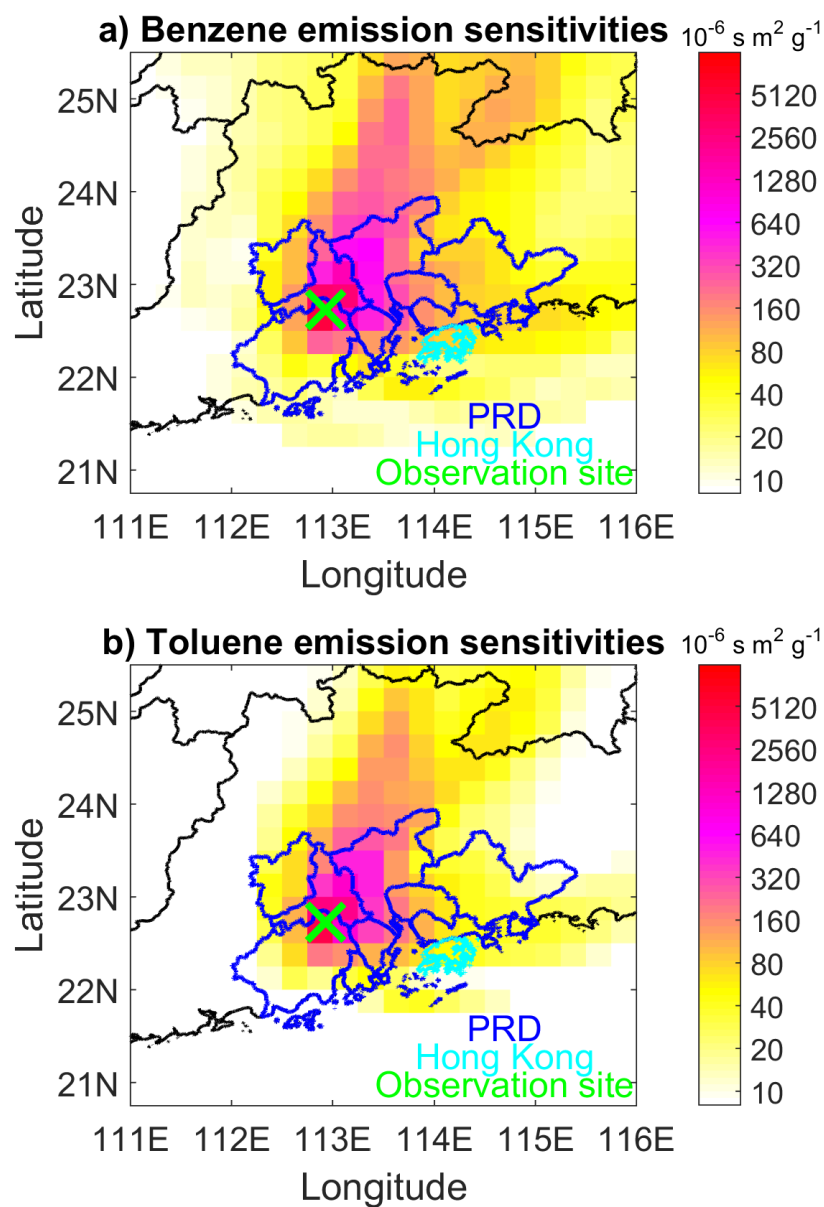 a) Benzene emission sensitivities
10⁻⁶ s m² g⁻¹
25N
24N
23N
22N
21N
Latitude
111E 112E 113E 114E 115E 116E
Longitude
PRD
Hong Kong
Observation site
5120
2560
1280
640
320
160
80
40
20
10
b) Toluene emission sensitivities
10⁻⁶ s m² g⁻¹
25N
24N
23N
22N
21N
Latitude
111E 112E 113E 114E 115E 116E
Longitude
PRD
Hong Kong
Observation site
5120
2560
1280
640
320
160
80
40
20
10